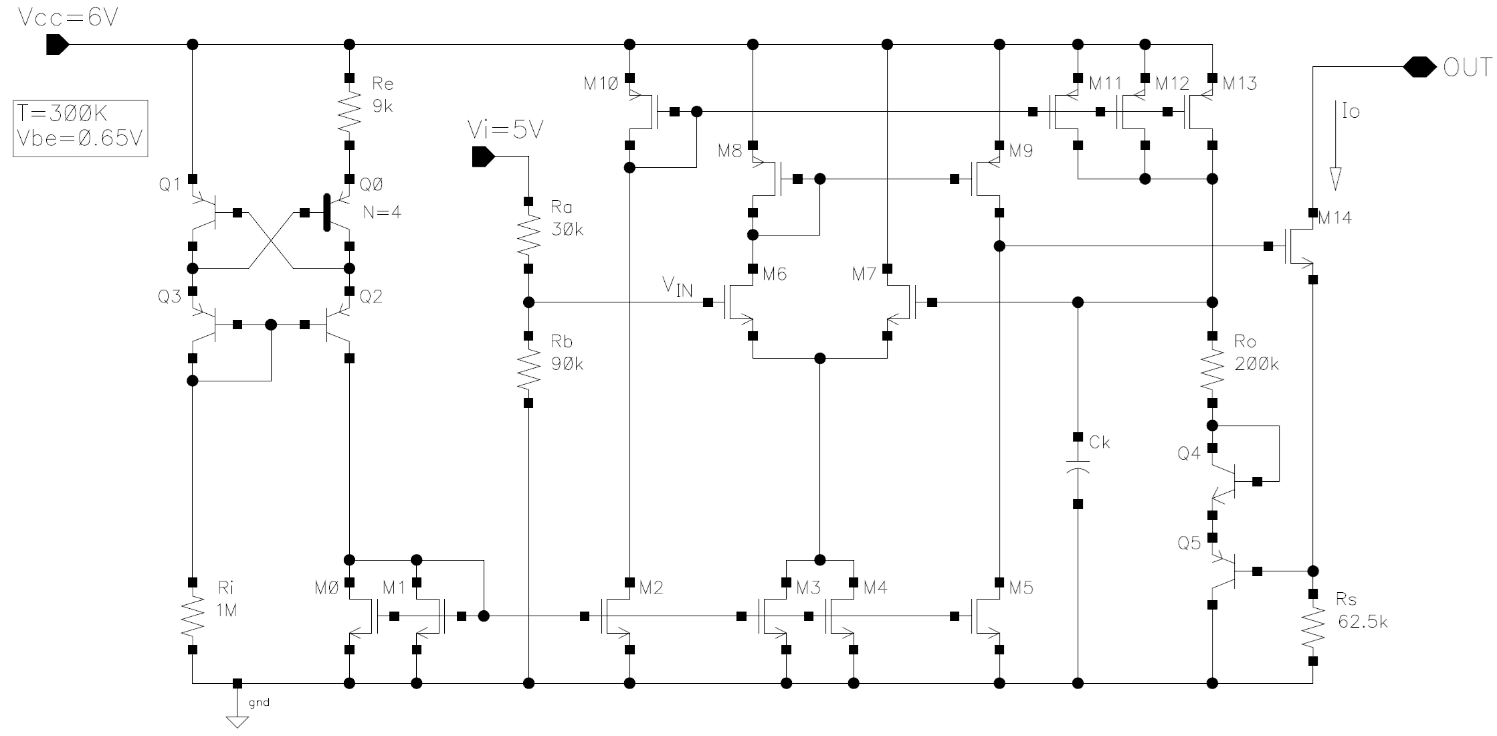 Vcc=6V
T=300K
Vbe=0.65V
Re
9k
Q1
Q0
N=4
Q3
Q2
Ri
1M
gnd
M0
M1
Vi=5V
Ra
30k
Rb
90k
VIN
M10
M8
M6
M7
M9
M11
M12
M13
OUT
Io
M14
Ro
200k
Ck
Q4
Q5
M2
M3
M4
M5
Rs
62.5k